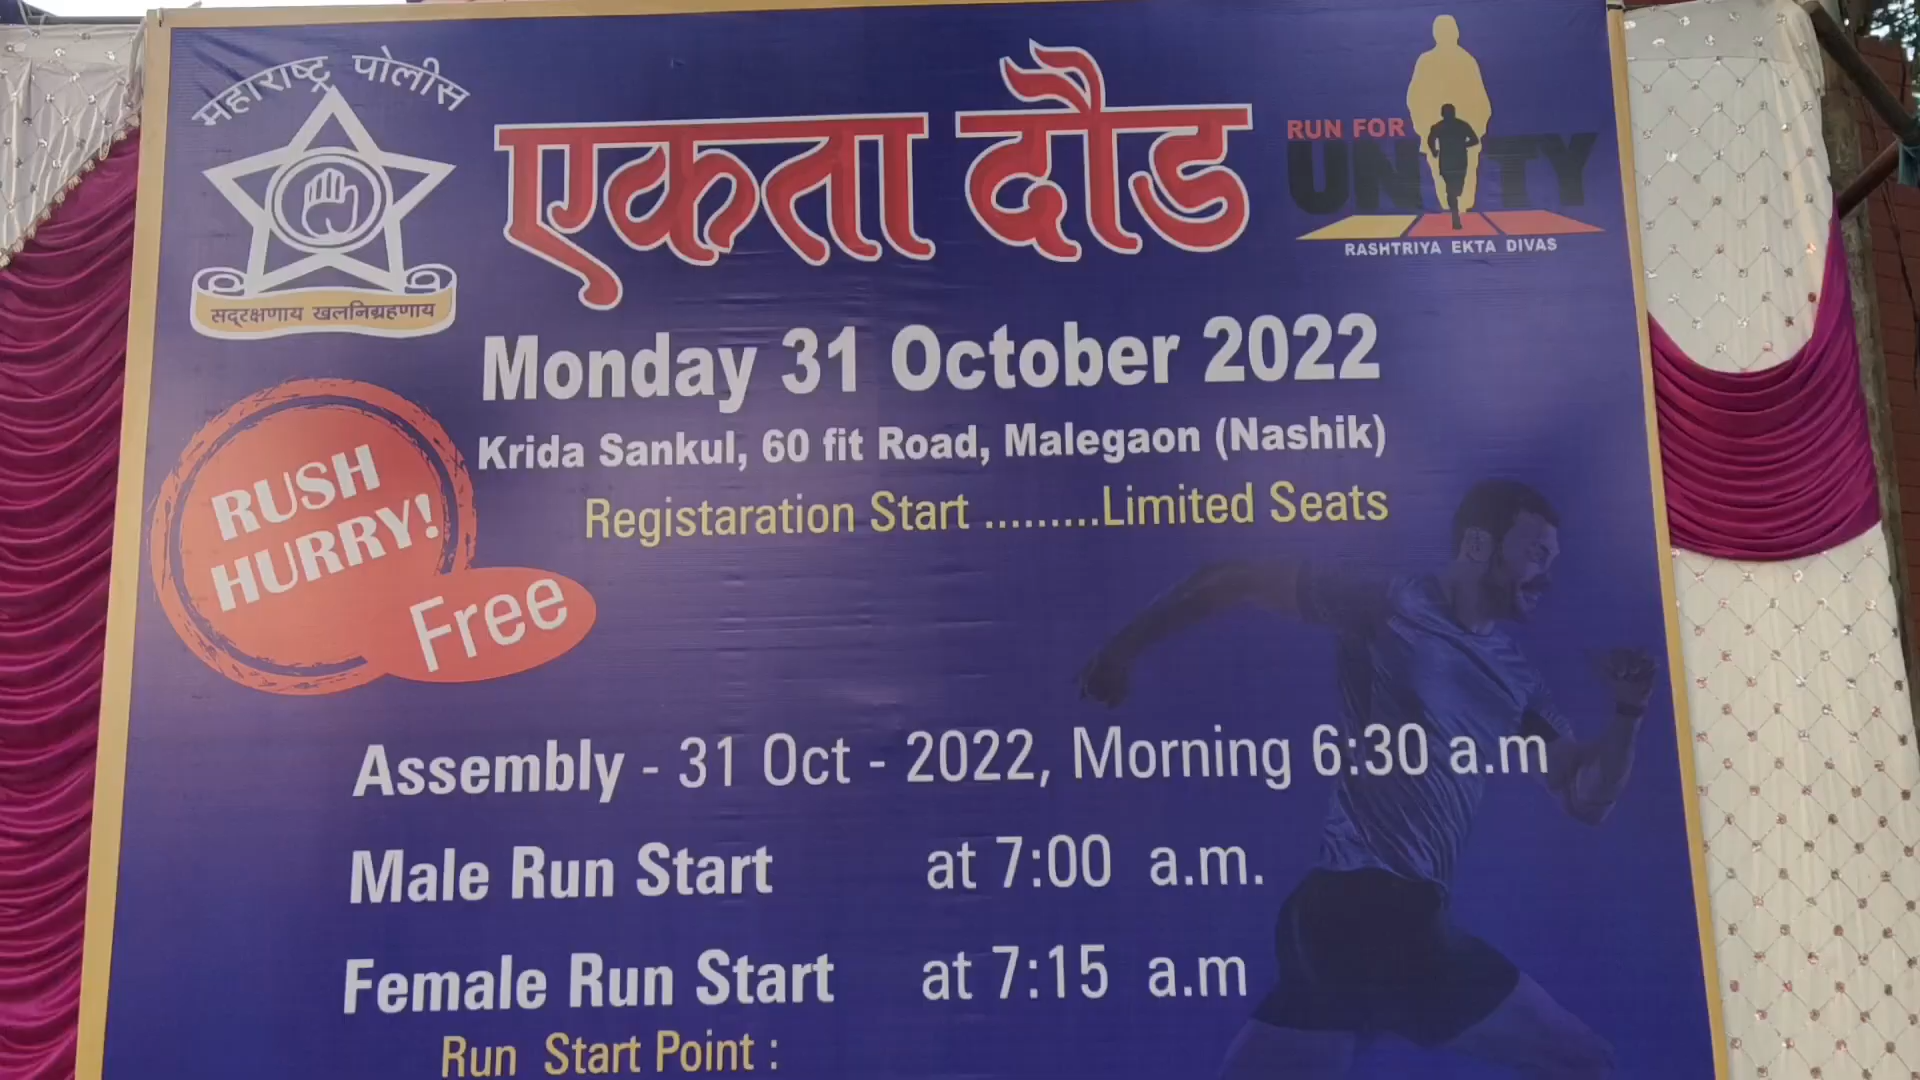 महाराष्ट्र पोलीस
सद्रक्षणाय खलनिग्रहणाय
एकता दौड
RUN FOR
UNITY
RASHTRIYA EKTA DIVAS
Monday 31 October 2022
Krida Sankul, 60 fit Road, Malegaon (Nashik)
Registaration Start .........Limited Seats
RUSH
HURRY!
Free
Assembly - 31 Oct - 2022, Morning 6:30 a.m
Male Run Start at 7:00 a.m.
Female Run Start at 7:15 a.m
Run Start Point :